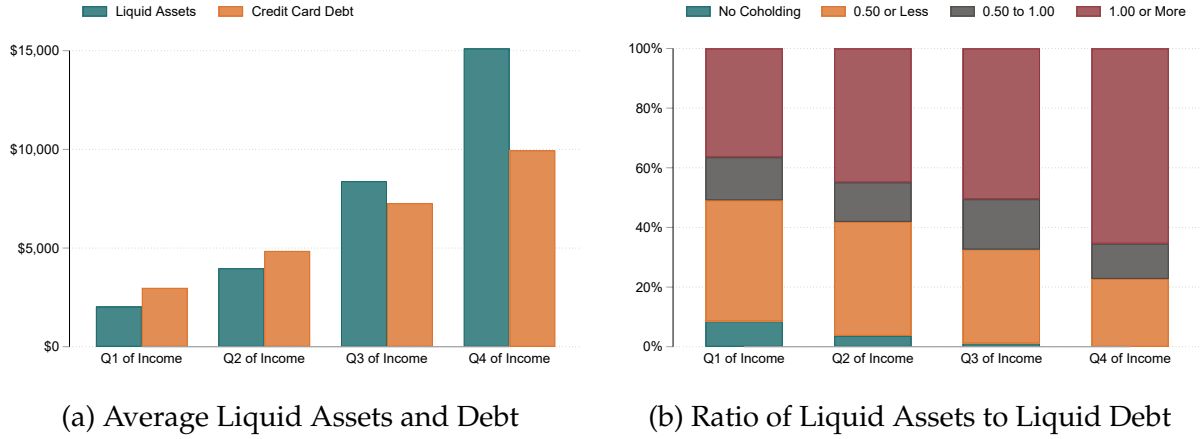 Liquid Assets Credit Card Debt
$15,000
$10,000
$5,000
$0
Q1 of Income Q2 of Income Q3 of Income Q4 of Income
(a) Average Liquid Assets and Debt
No Coholding 0.50 or Less 0.50 to 1.00 1.00 or More
100%
80%
60%
40%
20%
0%
Q1 of Income Q2 of Income Q3 of Income Q4 of Income
(b) Ratio of Liquid Assets to Liquid Debt